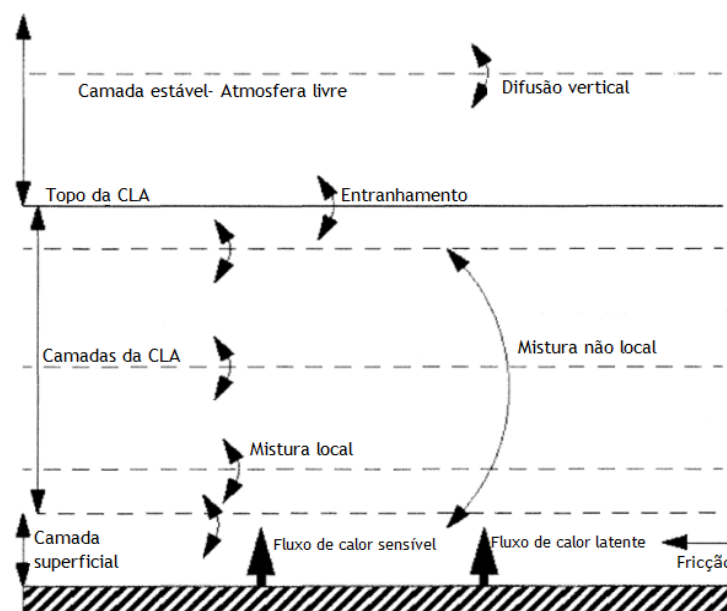 Camada estável- Atmosfera livre
Difusão vertical
Topo da CLA
Entranhamento
Camadas da CLA
Mistura não local
Mistura local
Camada
superficial
Fluxo de calor sensível
Fluxo de calor latente
Fricção